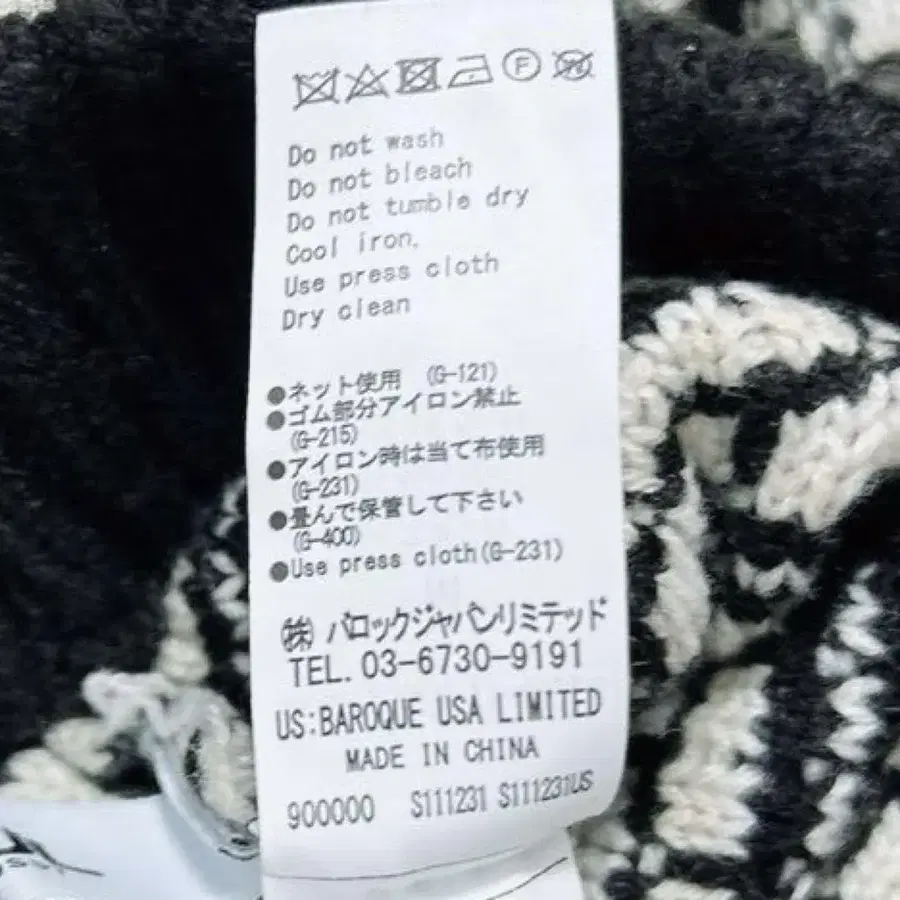 F
Do not wash
Do not bleach
Do not tumble dry
Cool iron.
Use press cloth
Dry clean
●ネット使用 (G-121)
●ゴム部分アイロン禁止
(G-215)
●アイロン時は当て布使用
(G-231)
●畳んで保管して下さい
(G-400)
●Use press cloth(G-231)
㈱ バロックジャパンリミテッド
TEL. 03-6730-9191
US:BAROQUE USA LIMITED
MADE IN CHINA
900000 S111231 S111231US